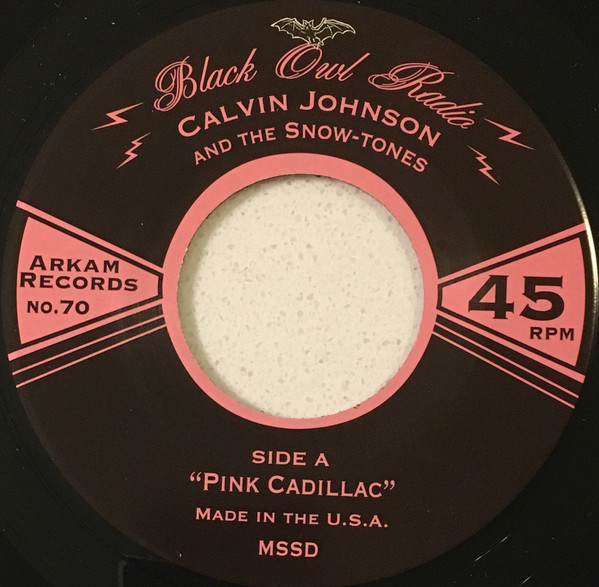 Black Owl Radio
CALVIN JOHNSON
AND THE SNOW-TONES
ARKAM
RECORDS
NO.70
45
RPM
SIDE A
"PINK CADILLAC"
MADE IN THE U.S.A.
MSSD